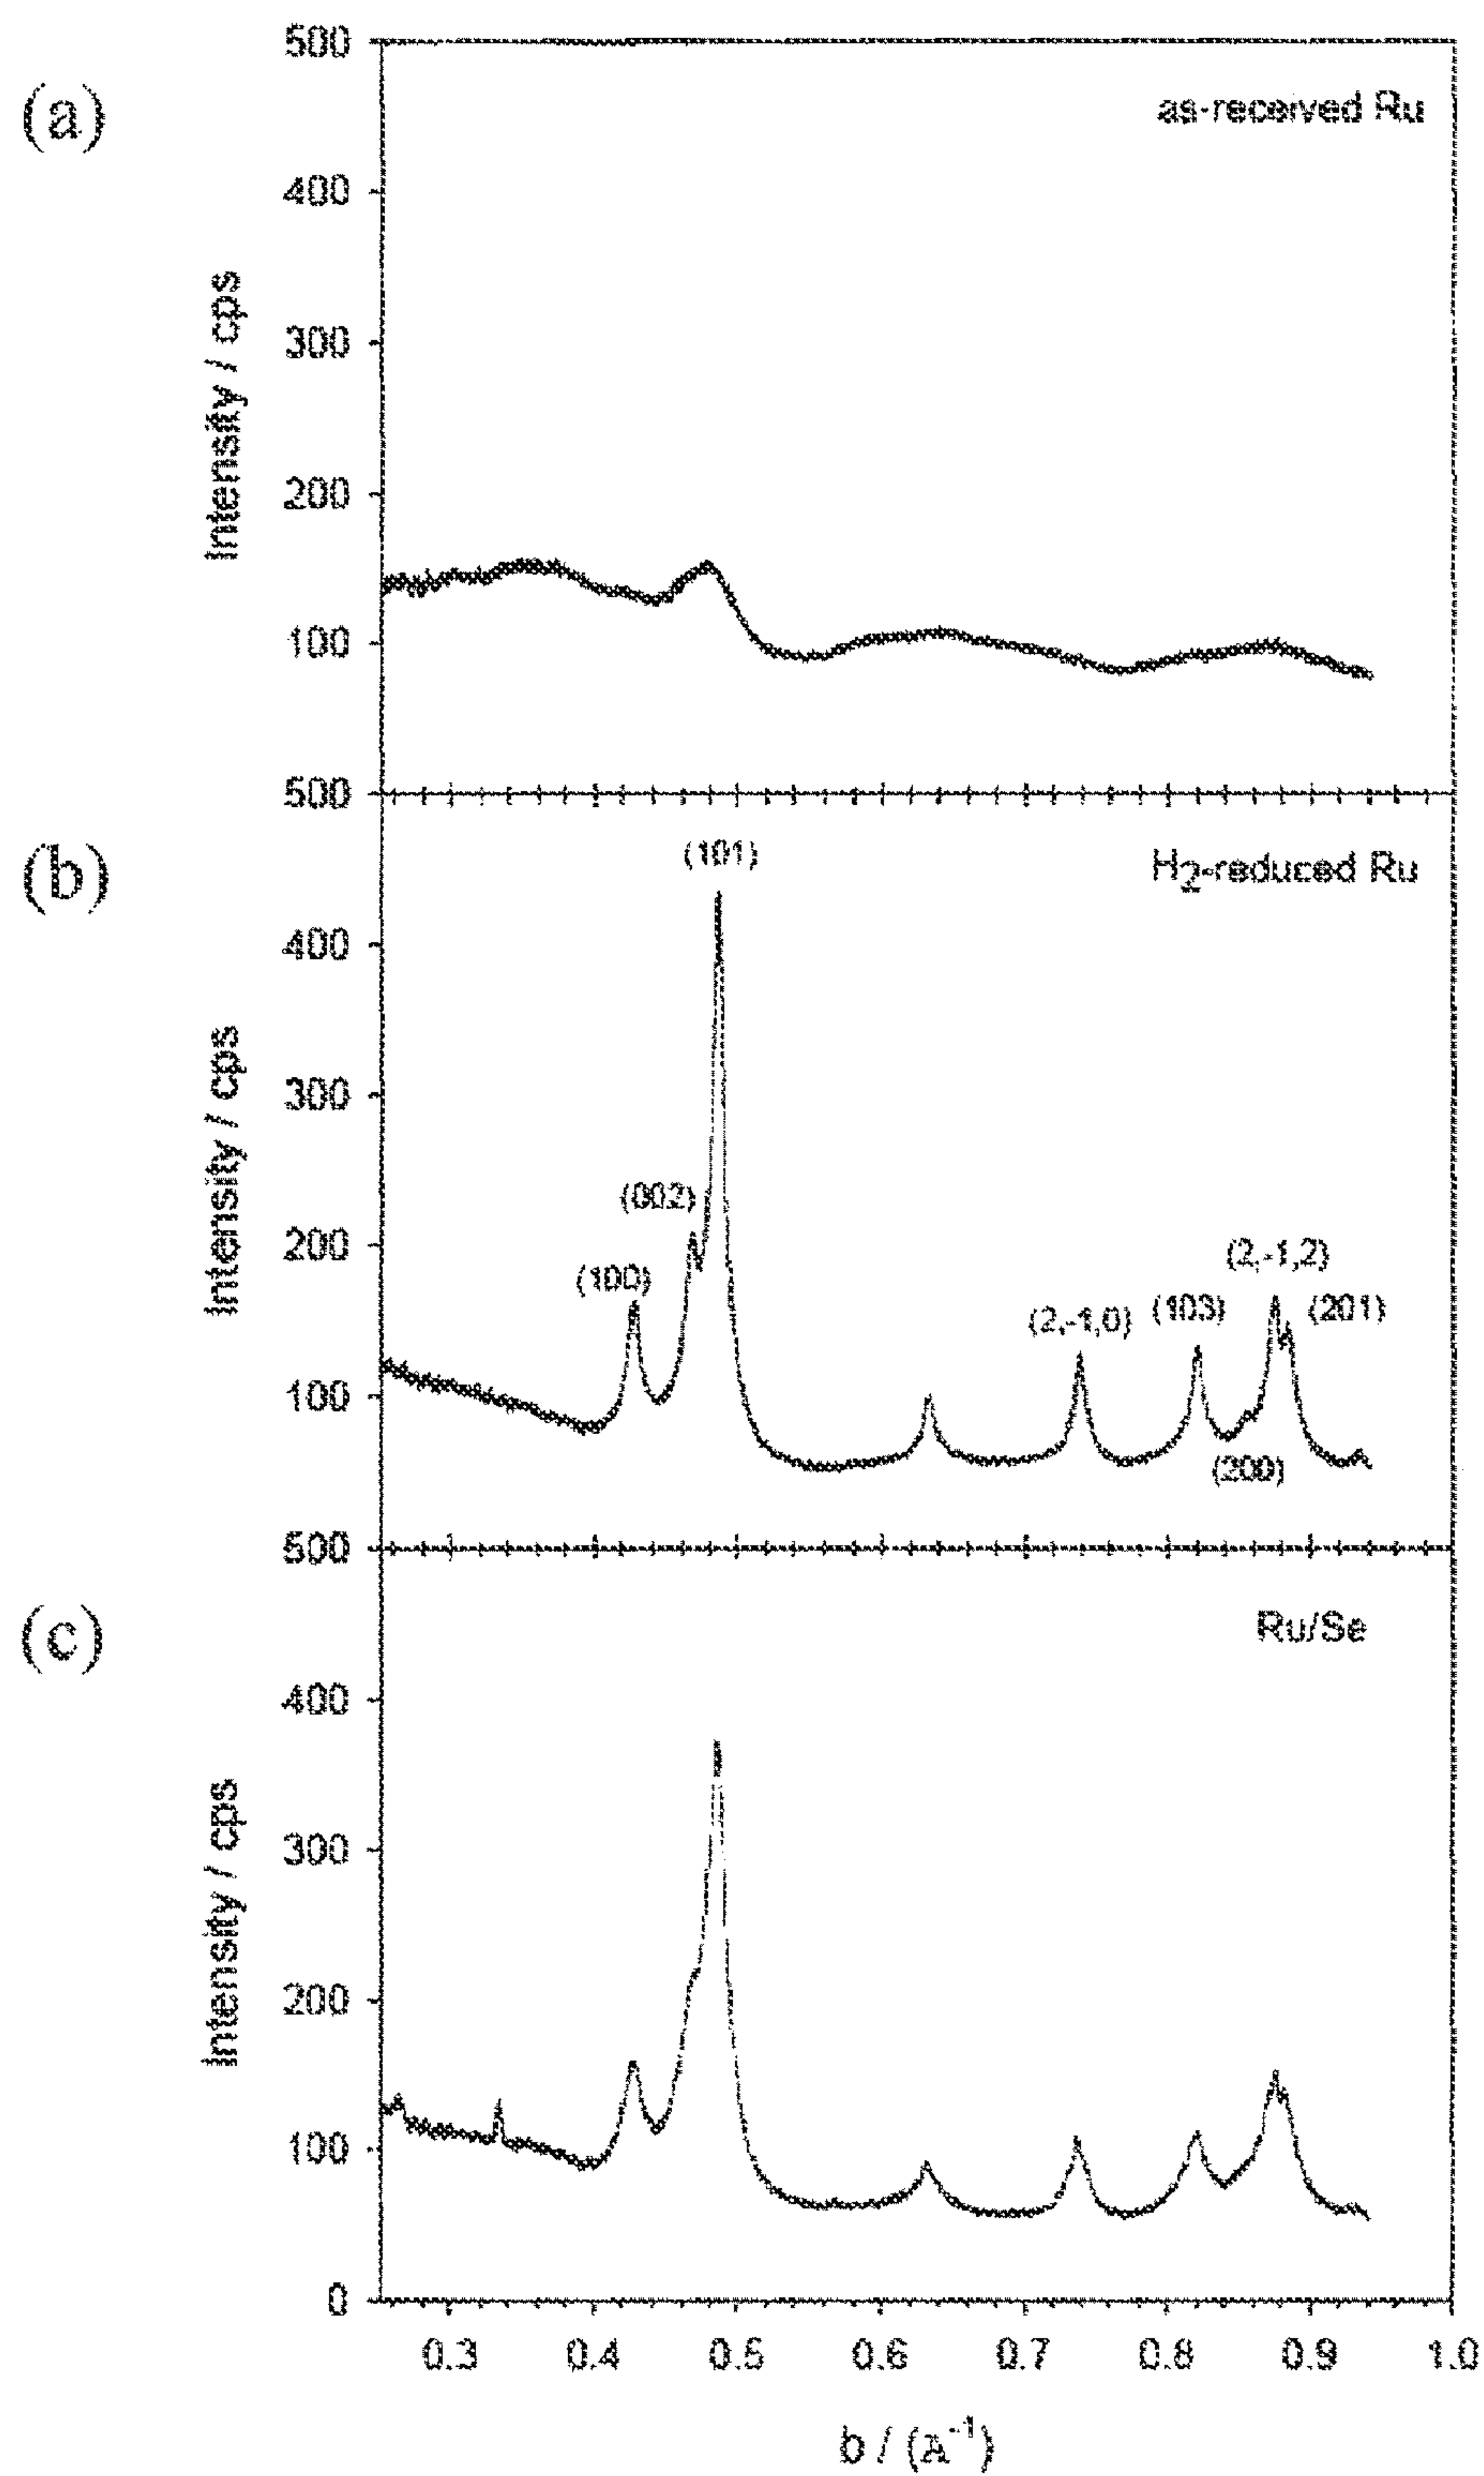 (a)
as-received Ru
Intensity / cps
500
400
300
200
100
(b)
H2-reduced Ru
Intensity / cps
500
400
300
200
100
(101)
(002)
(100)
(2,-1,0)
(103)
(2,-1,2)
(201)
(200)
(c)
Ru/Se
Intensity / cps
500
400
300
200
100
0
0.3 0.4 0.5 0.6 0.7 0.8 0.9 1.0
b / (A⁻¹)